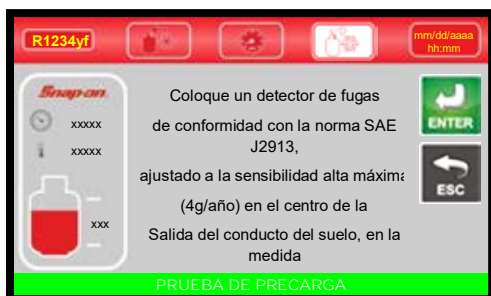 R1234yf
mm/dd/aaaa
hh:mm
Snap-on
xxxxx
xxxxx
xxx
Coloque un detector de fugas
de conformidad con la norma SAE
J2913,
ajustado a la sensibilidad alta máxima
(4g/año) en el centro de la
Salida del conducto del suelo, en la
medida
ENTER
ESC
PRUEBA DE PRECARGA